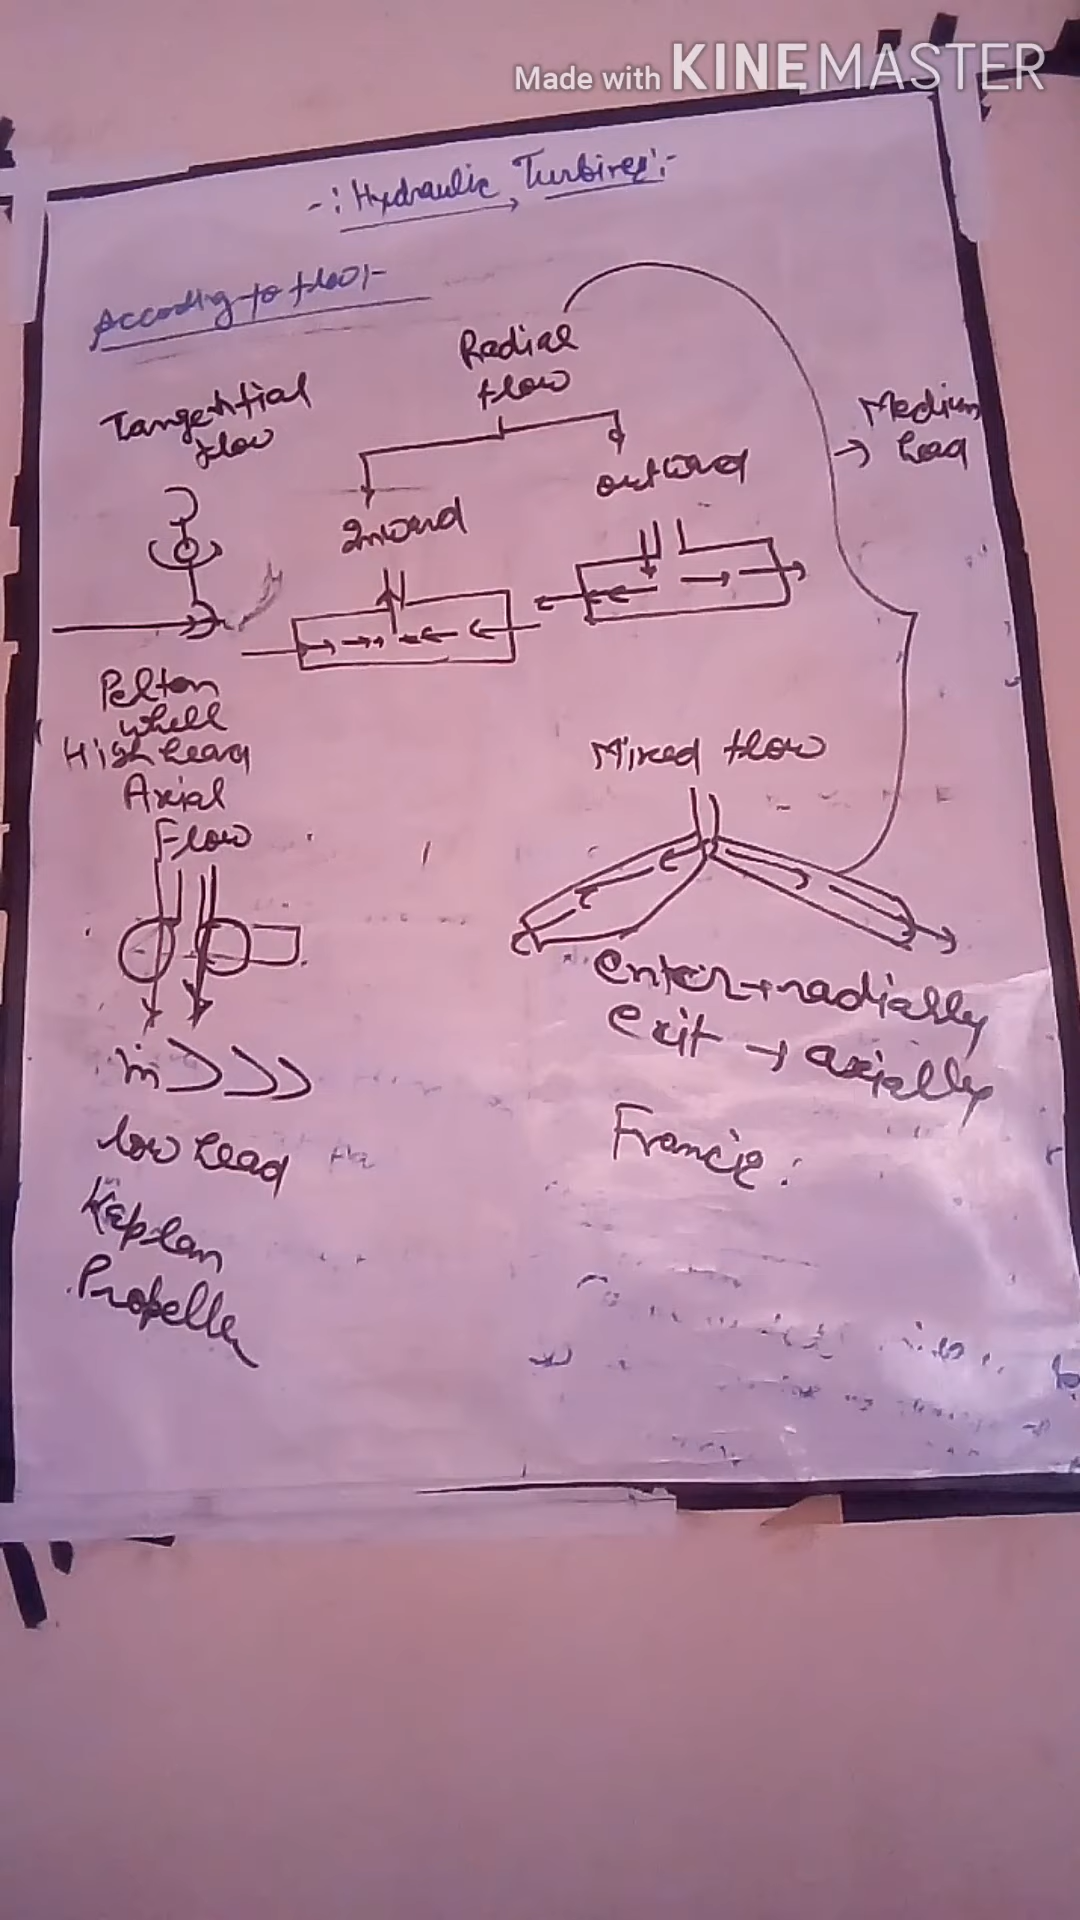 Made with KINEMASTER
-: Hydraulic Turbines :-
According to flow :-
Tangential
flow
Radial
flow
Inward
outward
→ Medium
head
Pelton
whell
High head
Axial
Flow
Mixed flow
enter → radially
exit → axially
low head
Francis :
Kaplan
Propeller